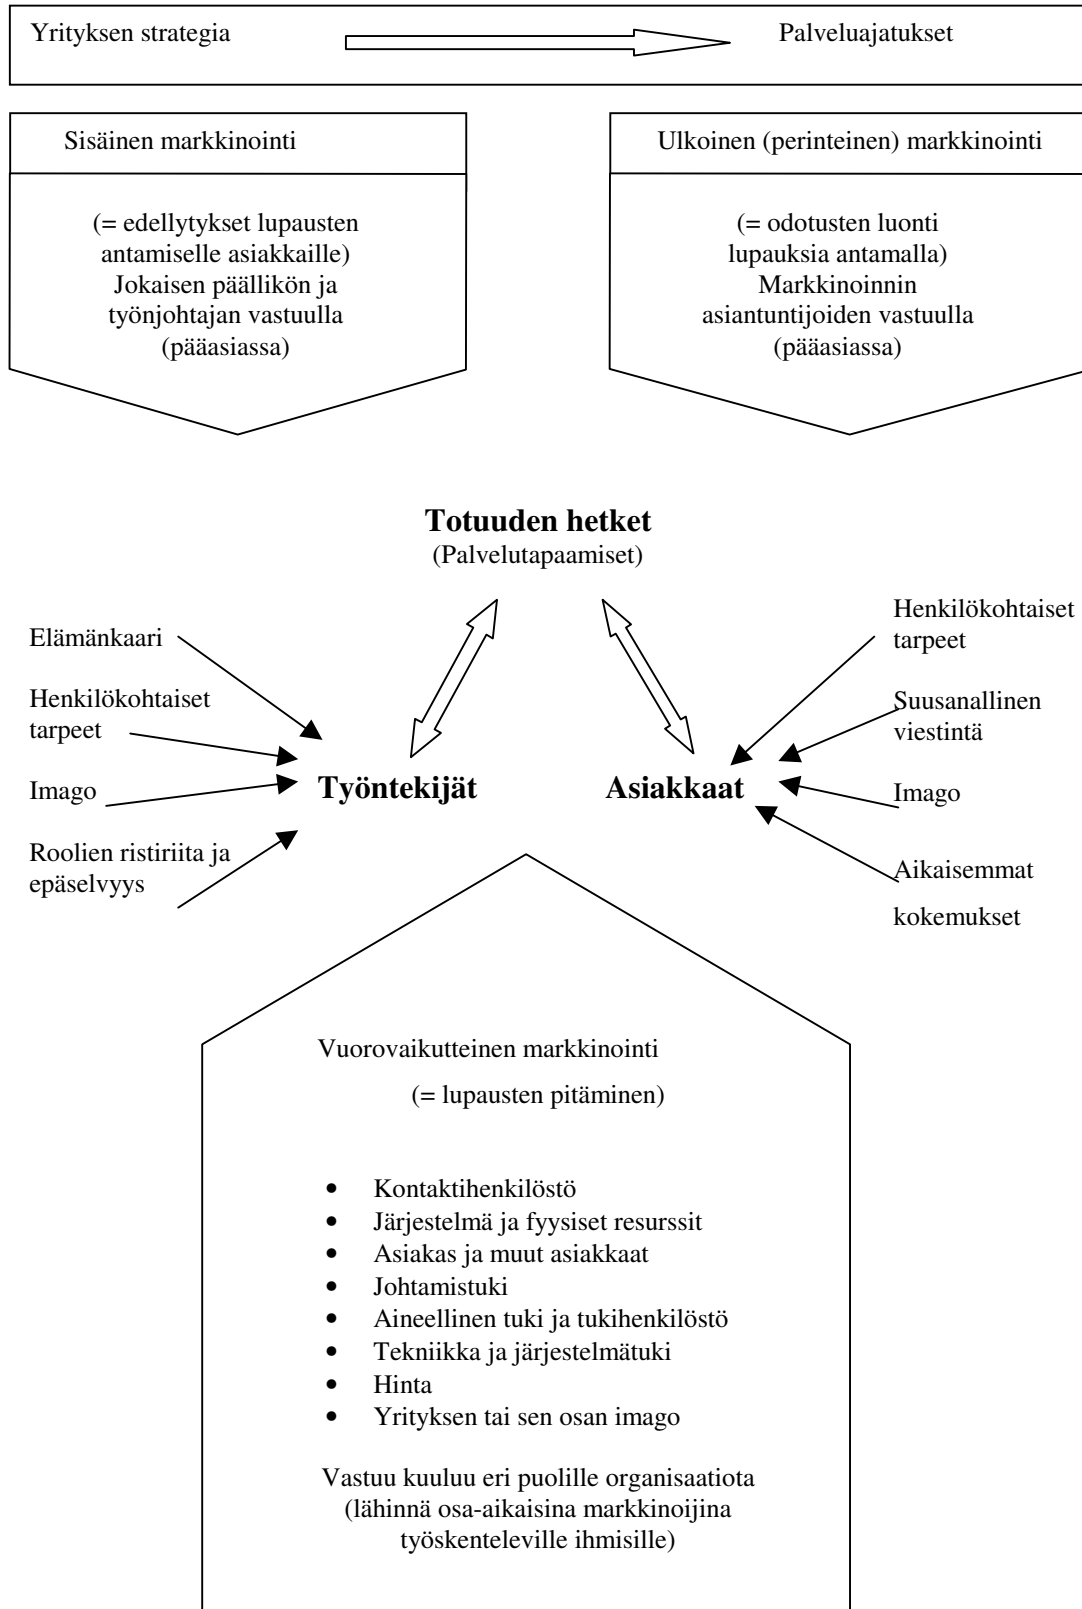 Yrityksen strategia
Palveluajatukset
Sisäinen markkinointi
(= edellytykset lupausten
antamiselle asiakkaille)
Jokaisen päällikön ja
työnjohtajan vastuulla
(pääasiassa)
Ulkoinen (perinteinen) markkinointi
(= odotusten luonti
lupauksia antamalla)
Markkinoinnin
asiantuntijoiden vastuulla
(pääasiassa)
Totuuden hetket
(Palvelutapaamiset)
Elämänkaari
Henkilökohtaiset
tarpeet
Imago
Roolien ristiriita ja
epäselvyys
Työntekijät
Asiakkaat
Henkilökohtaiset
tarpeet
Suusanallinen
viestintä
Imago
Aikaisemmat
kokemukset
Vuorovaikutteinen markkinointi
(= lupausten pitäminen)
• Kontaktihenkilöstö
• Järjestelmä ja fyysiset resurssit
• Asiakas ja muut asiakkaat
• Johtamistuki
• Aineellinen tuki ja tukihenkilöstö
• Tekniikka ja järjestelmätuki
• Hinta
• Yrityksen tai sen osan imago
Vastuu kuuluu eri puolille organisaatiota
(lähinnä osa-aikaisina markkinoijina
työskenteleville ihmisille)